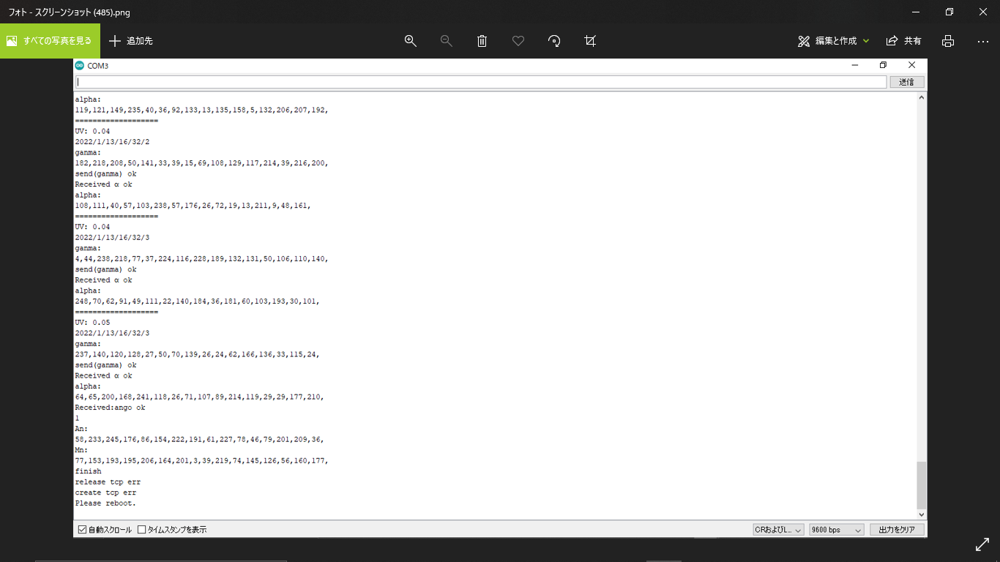 フォト - スクリーンショット (485).png
すべての写真を見る
追加先
編集と作成
共有
COM3
送信
alpha:
119,121,149,235,40,36,92,133,13,135,158,5,132,206,207,192,
===================
UV: 0.04
2022/1/13/16/32/2
ganma:
182,218,208,50,141,33,39,15,69,108,129,117,214,39,216,200,
send(ganma) ok
Received α ok
alpha:
108,111,40,57,103,238,57,176,26,72,19,13,211,9,48,161,
===================
UV: 0.04
2022/1/13/16/32/3
ganma:
4,44,238,218,77,37,224,116,228,189,132,131,50,106,110,140,
send(ganma) ok
Received α ok
alpha:
248,70,62,91,49,111,22,140,184,36,181,60,103,193,30,101,
===================
UV: 0.05
2022/1/13/16/32/3
ganma:
237,140,120,128,27,50,70,139,26,24,62,166,136,33,115,24,
send(ganma) ok
Received α ok
alpha:
64,65,200,168,241,118,26,71,107,89,214,119,29,29,177,210,
Received:ango ok
1
An:
58,233,245,176,86,154,222,191,61,227,78,46,79,201,209,36,
Mn:
77,153,193,195,206,164,201,3,39,219,74,145,126,56,160,177,
finish
release tcp err
create tcp err
Please reboot.
自動スクロール
タイムスタンプを表示
CRおよびL...
9600 bps
出力をクリア